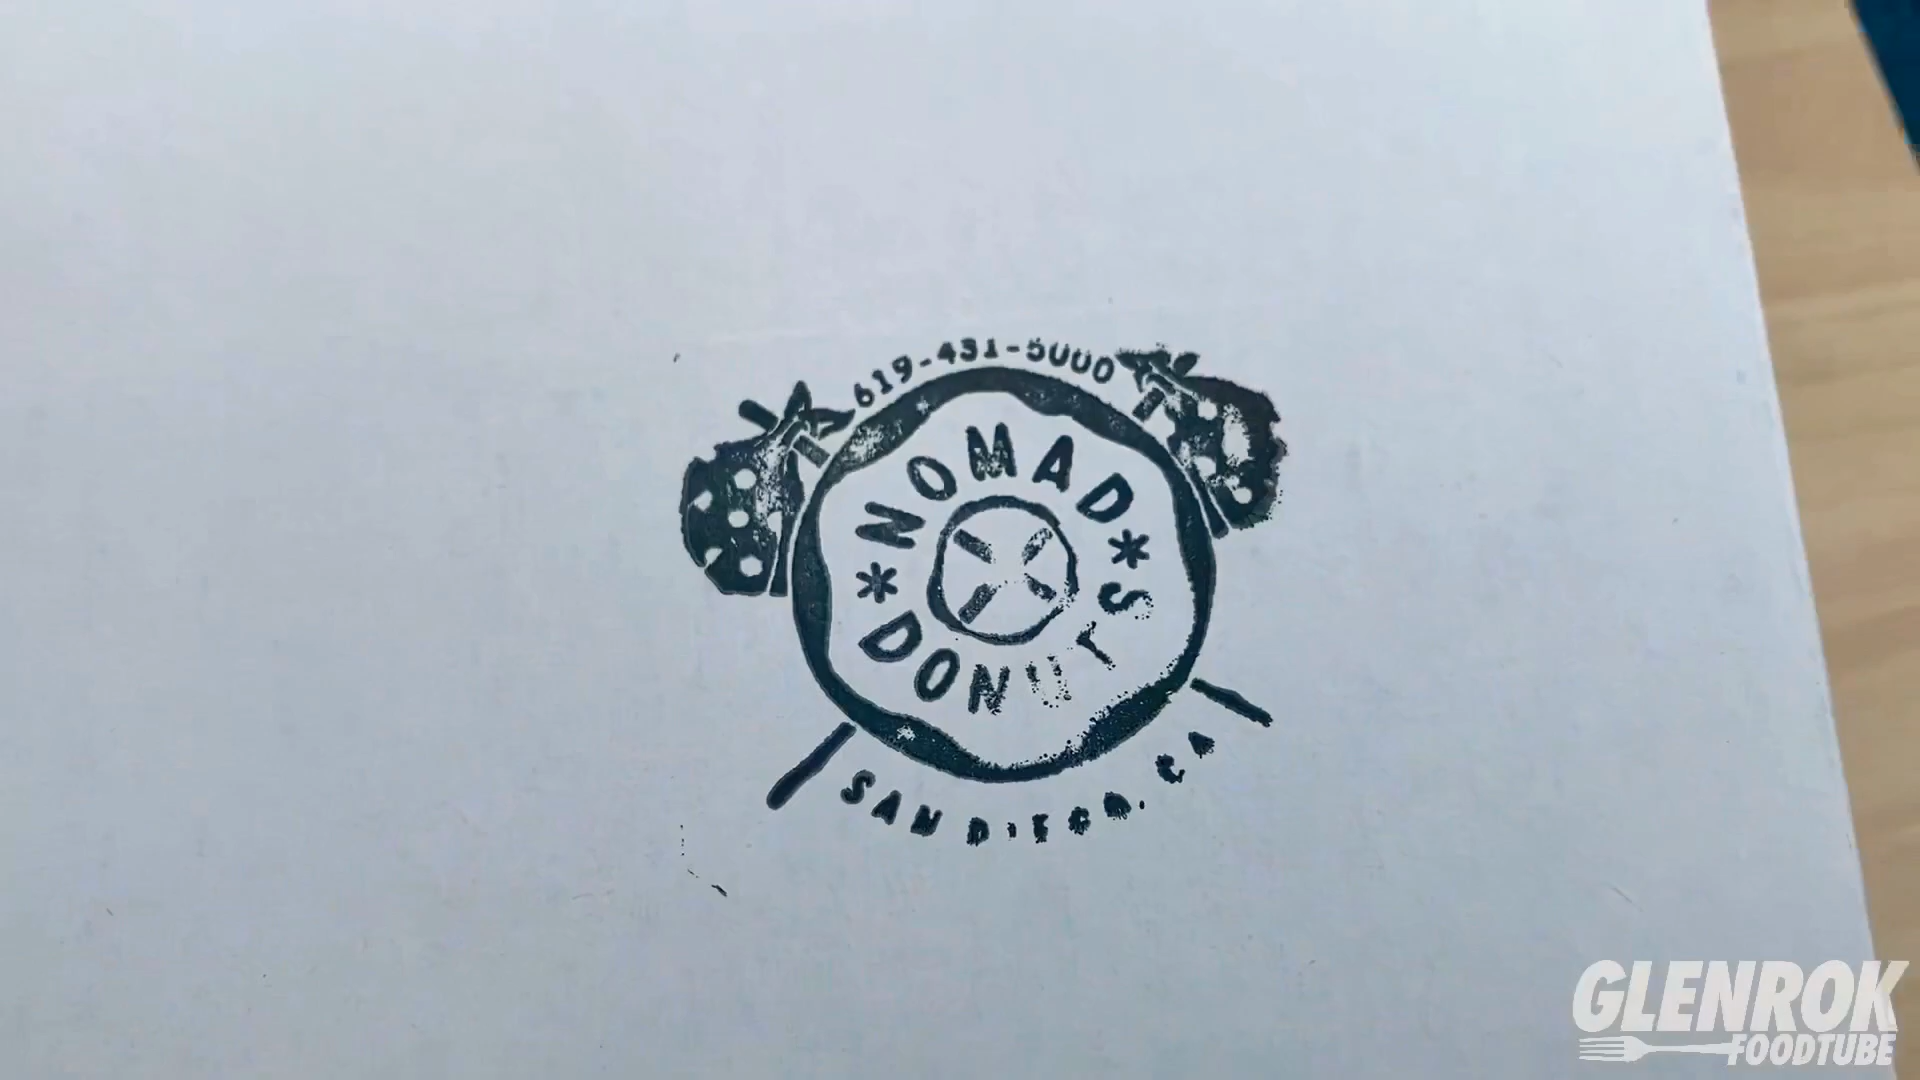 619-431-5000
*NOMAD*
DONUTS
SAN DIEGO, CA
GLENROK
FOODTUBE